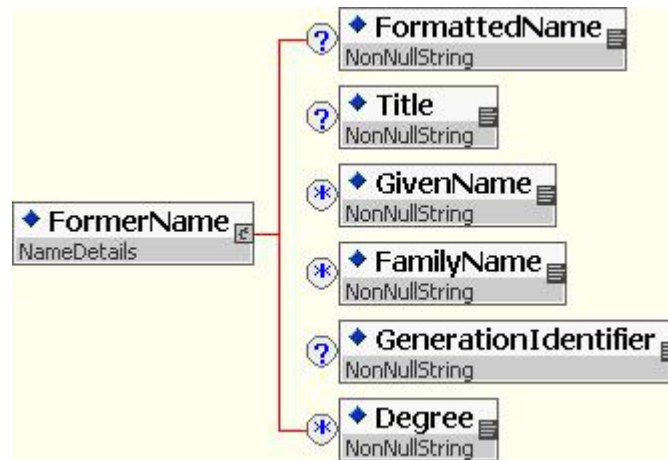 FormattedName
NonNullString
?
Title
NonNullString
?
GivenName
NonNullString
*
FormerName
NameDetails
FamilyName
NonNullString
*
GenerationIdentifier
NonNullString
?
Degree
NonNullString
*